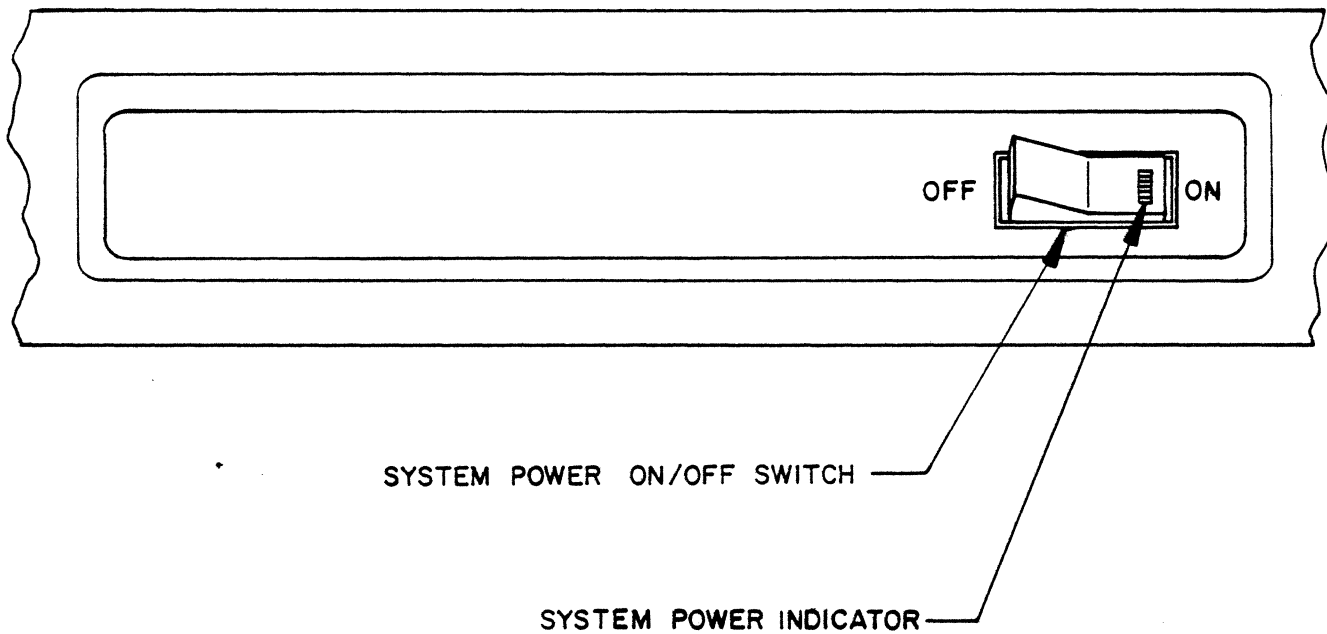 OFF
ON
SYSTEM POWER ON/OFF SWITCH
SYSTEM POWER INDICATOR